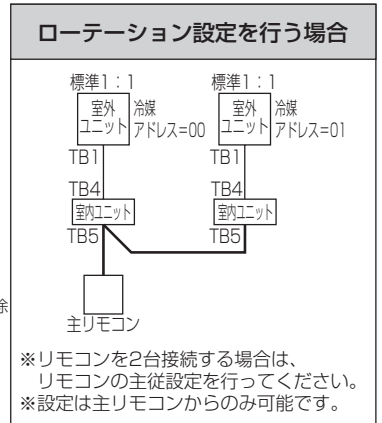 ローテーション設定を行う場合
標準1：1 標準1：1
室外 冷媒 室外 冷媒
ユニット アドレス=00 ユニット アドレス=01
TB1 TB1
TB4 TB4
室内ユニット 室内ユニット
TB5 TB5
除
主リモコン
※リモコンを2台接続する場合は、
リモコンの主従設定を行ってください。
※設定は主リモコンからのみ可能です。